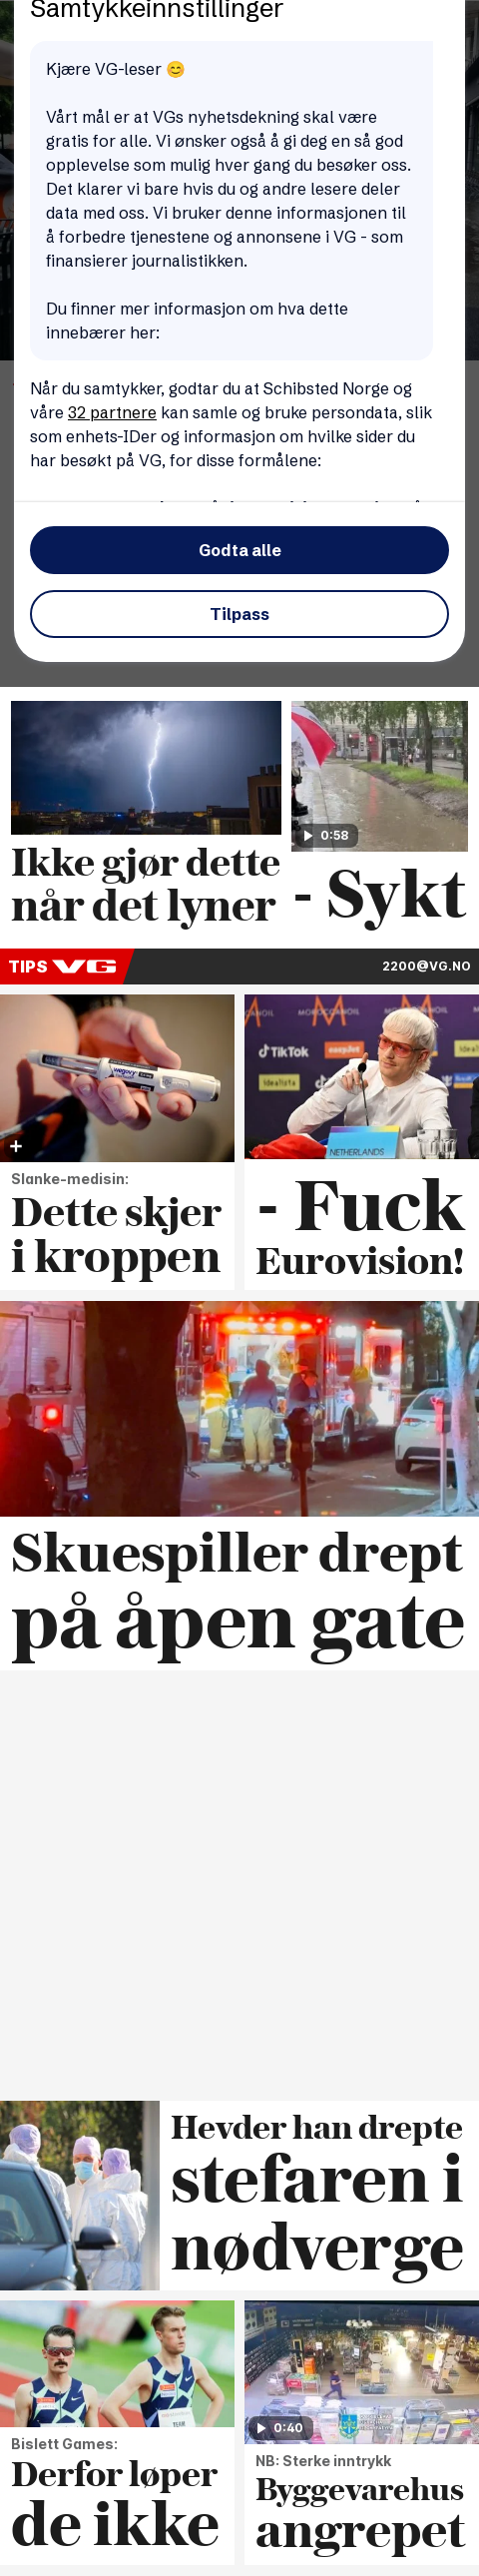 Samtykkeinnstillinger
Kjære VG-leser 😊
Vårt mål er at VGs nyhetsdekning skal være
gratis for alle. Vi ønsker også å gi deg en så god
opplevelse som mulig hver gang du besøker oss.
Det klarer vi bare hvis du og andre lesere deler
data med oss. Vi bruker denne informasjonen til
å forbedre tjenestene og annonsene i VG - som
finansierer journalistikken.
Du finner mer informasjon om hva dette
innebærer her:
Når du samtykker, godtar du at Schibsted Norge og
våre 32 partnere kan samle og bruke persondata, slik
som enhets-IDer og informasjon om hvilke sider du
har besøkt på VG, for disse formålene:
Godta alle
Tilpass
0:58
Ikke gjør dette
når det lyner
- Sykt
TIPS VG
2200@VG.NO
wegovy
MOROCCANOIL
TikTok
easyJet
idealista
NETHERLANDS
Slanke-medisin:
Dette skjer
i kroppen
- Fuck
Eurovision!
Skuespiller drept
på åpen gate
Hevder han drepte
stefaren i
nødverge
TEAM
0:40
Bislett Games:
Derfor løper
de ikke
NB: Sterke inntrykk
Byggevarehus
angrepet